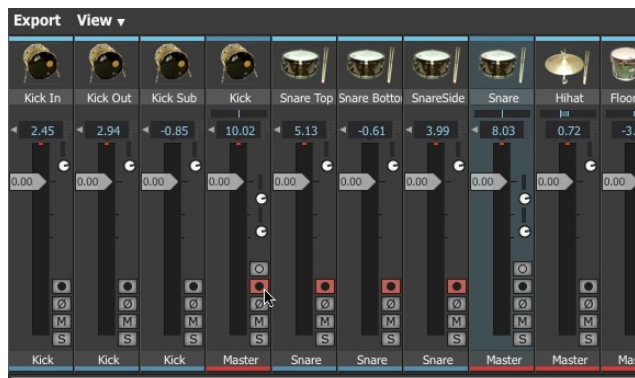 Export View ▼
Kick In Kick Out Kick Sub Kick Snare Top Snare Botto SnareSide Snare Hihat Floor
2.45 2.94 -0.85 10.02 5.13 -0.61 3.99 8.03 0.72 -3.
0.00 0.00 0.00 0.00 0.00 0.00 0.00 0.00 0.00 0.00
Ø Ø Ø Ø Ø Ø Ø Ø Ø
M M M M M M M M M
S S S S S S S S S
Kick Kick Kick Master Snare Snare Snare Master Master Mas